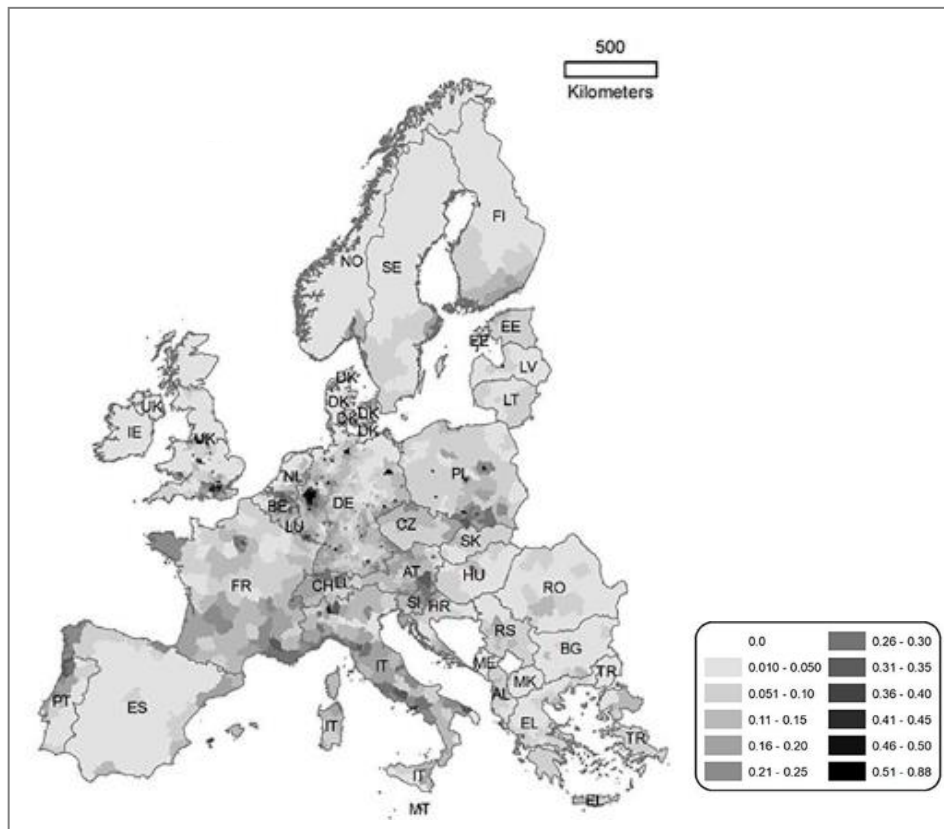 500
Kilometers
FI
NO
SE
EE
EE
LV
LT
DK
DK
DK
DK
DK
UK
IE
UK
NL
PL
BE
DE
LU
CZ
SK
FR
CH
LI
AT
HU
RO
SI
HR
RS
BG
IT
ME
MK
TR
PT
ES
AL
IT
EL
TR
IT
MT
EL
0.0
0.010 - 0.050
0.051 - 0.10
0.11 - 0.15
0.16 - 0.20
0.21 - 0.25
0.26 - 0.30
0.31 - 0.35
0.36 - 0.40
0.41 - 0.45
0.46 - 0.50
0.51 - 0.88